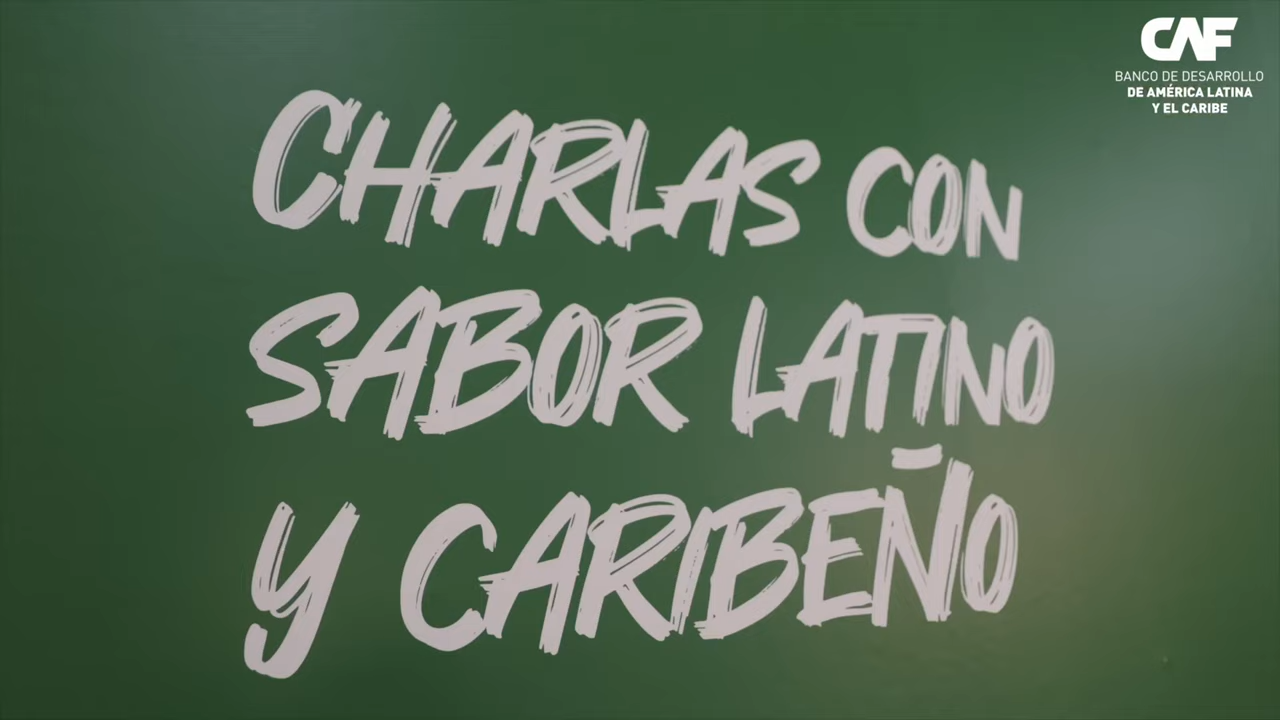 CAF
BANCO DE DESARROLLO
DE AMÉRICA LATINA
Y EL CARIBE
CHARLAS CON
SABOR LATINO
Y CARIBEÑO